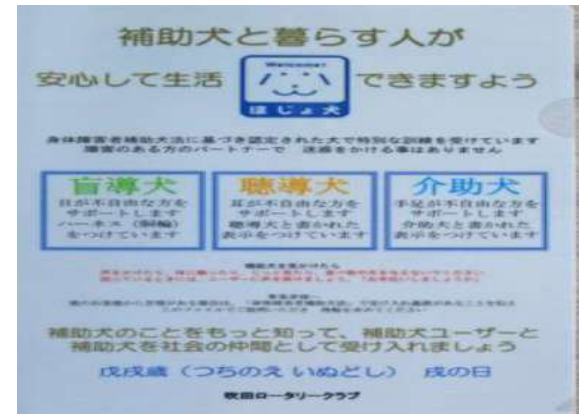 補助犬と暮らす人が
安心して生活
Welcome!
ほじょ犬
できますよう
身体障害者補助犬法に基づき認定された犬で特別な訓練を受けています
障害のある方のパートナーで 迷惑をかける事はありません
盲導犬
目が不自由な方を
サポートします
ハーネス(胴輪)
をつけています
聴導犬
耳が不自由な方を
サポートします
聴導犬と書かれた
表示をつけています
介助犬
手足が不自由な方を
サポートします
介助犬と書かれた
表示をつけています
補助犬を見かけたら
補助犬のことをもっと知って、補助犬ユーザーと
補助犬を社会の仲間として受け入れましょう
戊戌歳(つちのえ いぬどし) 戌の日
吹田ロータリークラブ